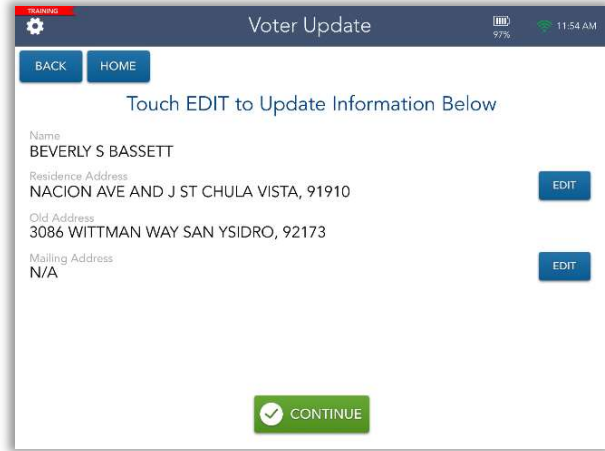 TRAINING
Voter Update
97%
11:54 AM
BACK
HOME
Touch EDIT to Update Information Below
Name
BEVERLY S BASSETT
Residence Address
NACION AVE AND J ST CHULA VISTA, 91910
EDIT
Old Address
3086 WITTMAN WAY SAN YSIDRO, 92173
Mailing Address
N/A
EDIT
CONTINUE